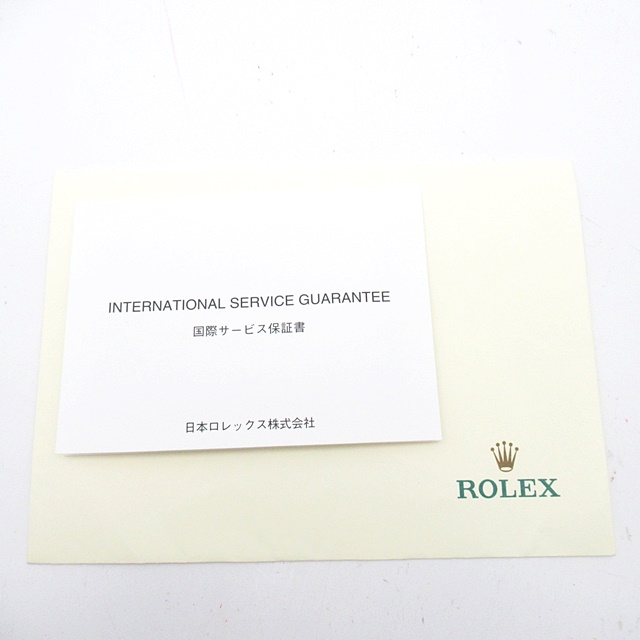 INTERNATIONAL SERVICE GUARANTEE
国際サービス保証書
日本ロレックス株式会社
ROLEX